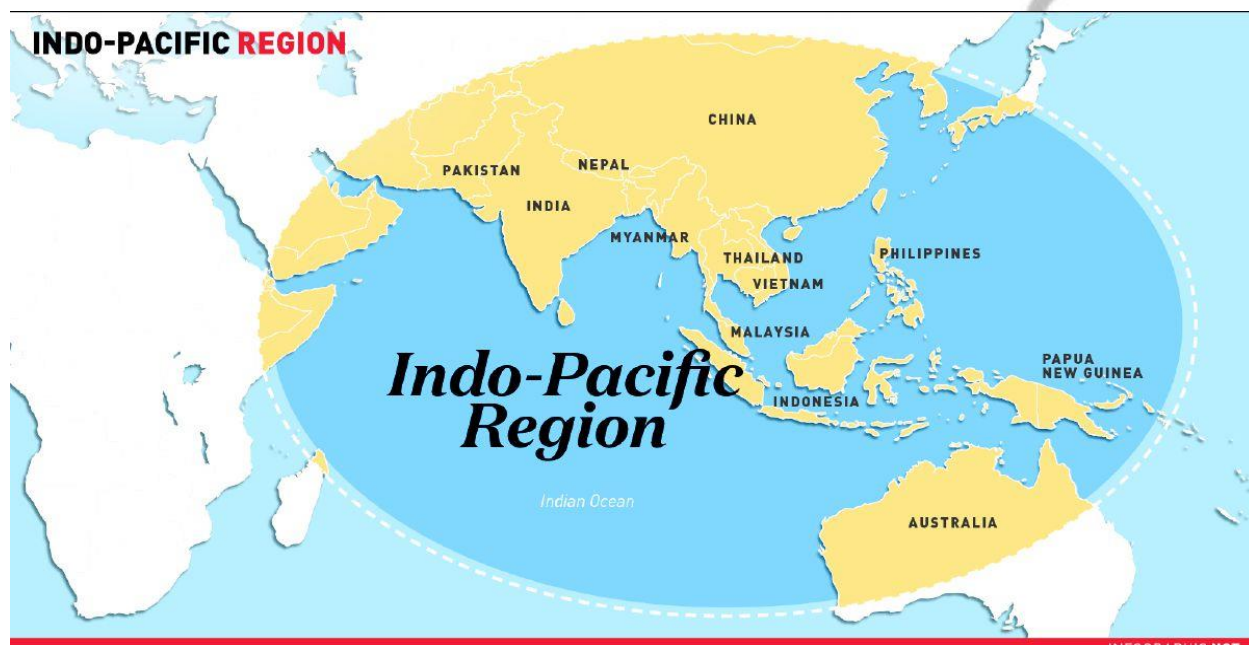 INDO-PACIFIC REGION
CHINA
PAKISTAN
NEPAL
INDIA
MYANMAR
THAILAND
PHILIPPINES
VIETNAM
MALAYSIA
Indo-Pacific
Region
PAPUA
NEW GUINEA
INDONESIA
Indian Ocean
AUSTRALIA